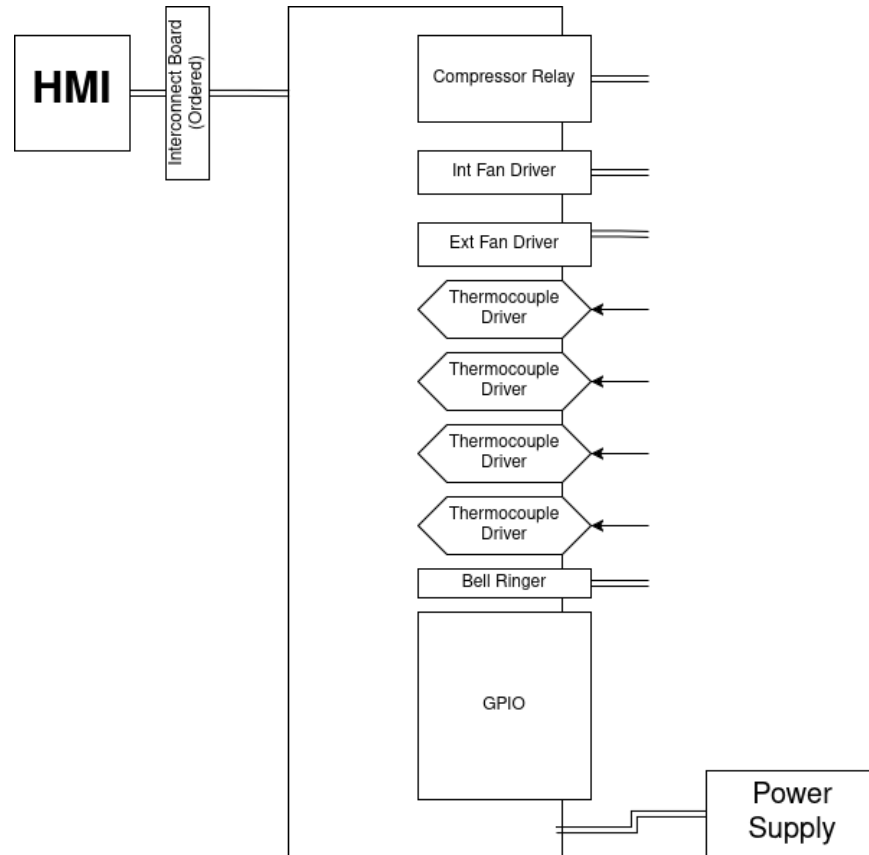 HMI
Interconnect Board
(Ordered)
Compressor Relay
Int Fan Driver
Ext Fan Driver
Thermocouple
Driver
Thermocouple
Driver
Thermocouple
Driver
Thermocouple
Driver
Bell Ringer
GPIO
Power
Supply